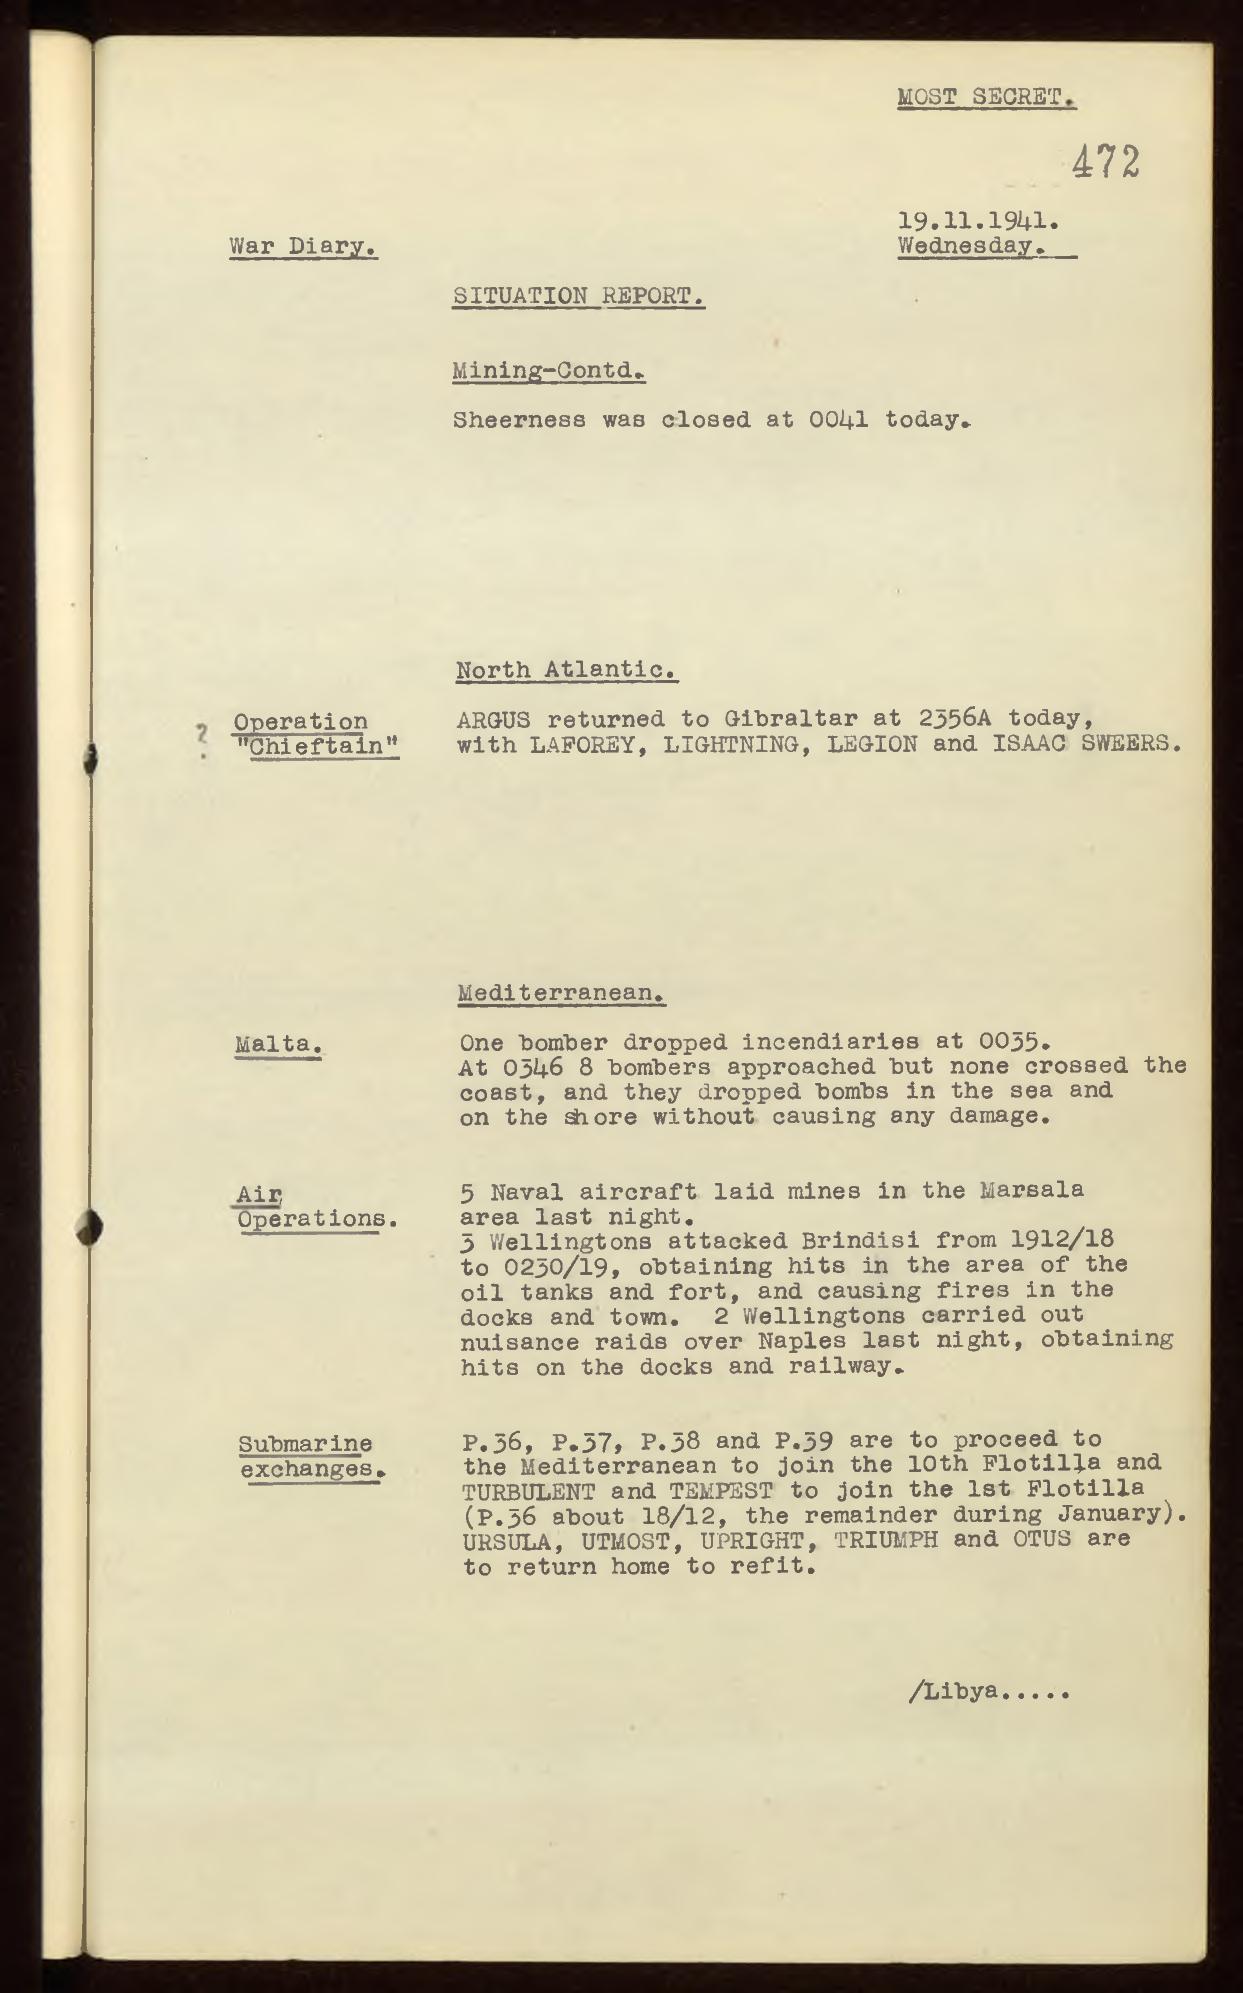 MOST SECRET.
472
19.11.1941.
War Diary.
Wednesday.
SITUATION REPORT.
Mining-Contd.
Sheerness was closed at 0041 today.
North Atlantic.
? Operation "Chieftain"
ARGUS returned to Gibraltar at 2356A today,
with LAFOREY, LIGHTNING, LEGION and ISAAC SWEERS.
Mediterranean.
Malta.
One bomber dropped incendiaries at 0035.
At 0346 8 bombers approached but none crossed the
coast, and they dropped bombs in the sea and
on the shore without causing any damage.
Air
Operations.
5 Naval aircraft laid mines in the Marsala
area last night.
3 Wellingtons attacked Brindisi from 1912/18
to 0230/19, obtaining hits in the area of the
oil tanks and fort, and causing fires in the
docks and town. 2 Wellingtons carried out
nuisance raids over Naples last night, obtaining
hits on the docks and railway.
Submarine
exchanges.
P.36, P.37, P.38 and P.39 are to proceed to
the Mediterranean to join the 10th Flotilla and
TURBULENT and TEMPEST to join the 1st Flotilla
(P.36 about 18/12, the remainder during January).
URSULA, UTMOST, UPRIGHT, TRIUMPH and OTUS are
to return home to refit.
/Libya.....